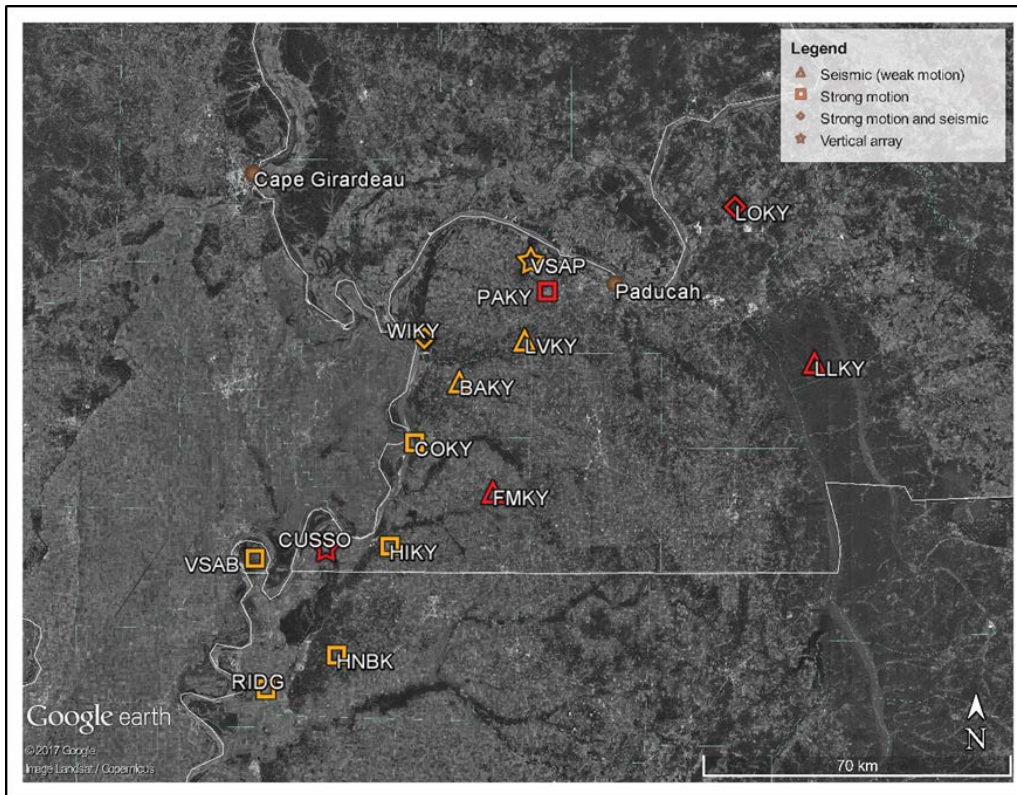 Legend
Seismic (weak motion)
Strong motion
Strong motion and seismic
Vertical array
Cape Girardeau
LOKY
VSAP
PAKY
Paducah
WIKY
LVKY
LLKY
BAKY
COKY
FMKY
CUSSO
HIKY
VSAB
HNBK
RIDG
Google earth
© 2017 Google
Image Landsat / Copernicus
N
70 km